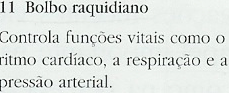 11 Bolbo raquidiano
Controla funções vitais como o
ritmo cardíaco, a respiração e a
pressão arterial.